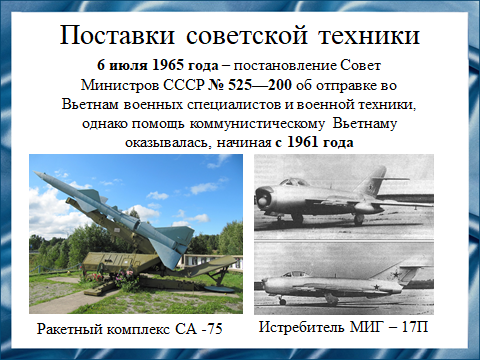 Поставки советской техники
6 июля 1965 года – постановление Совет
Министров СССР № 525—200 об отправке во
Вьетнам военных специалистов и военной техники,
однако помощь коммунистическому Вьетнаму
оказывалась, начиная с 1961 года
Ракетный комплекс СА -75
Истребитель МИГ – 17П